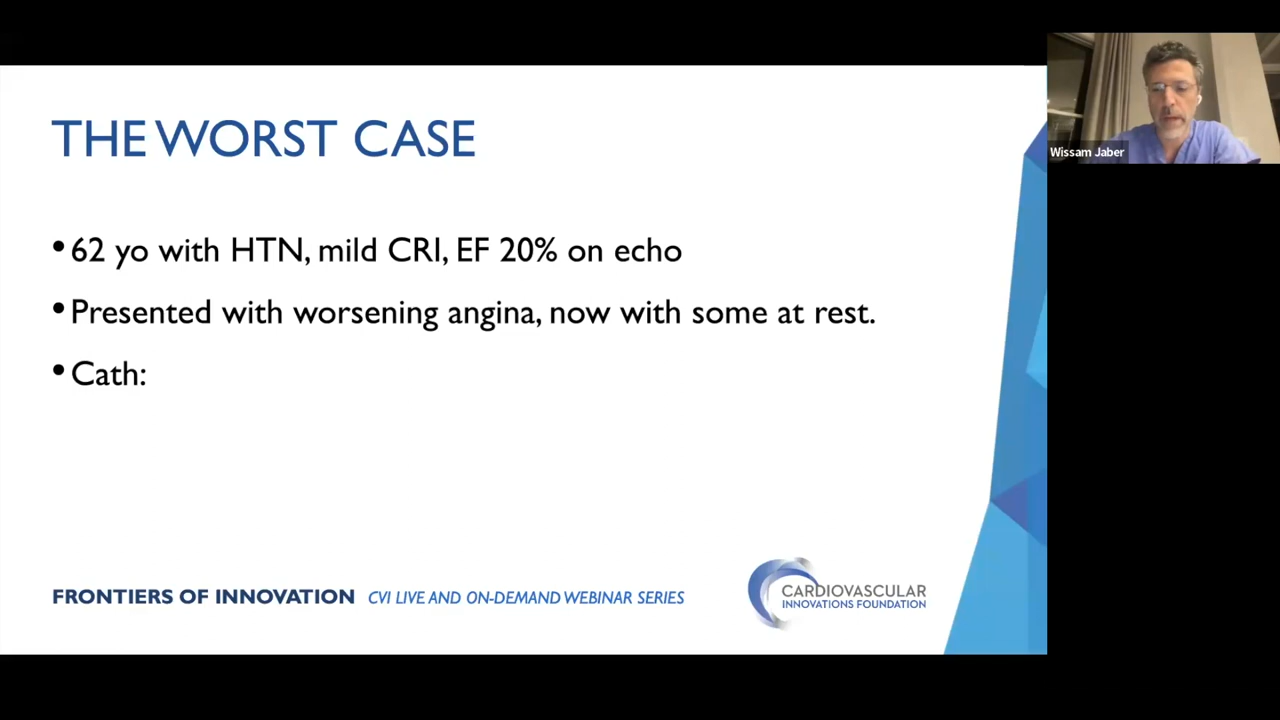 THE WORST CASE
Wissam Jaber
• 62 yo with HTN, mild CRI, EF 20% on echo
• Presented with worsening angina, now with some at rest.
• Cath:
FRONTIERS OF INNOVATION CVI LIVE AND ON-DEMAND WEBINAR SERIES
CARDIOVASCULAR
INNOVATIONS FOUNDATION